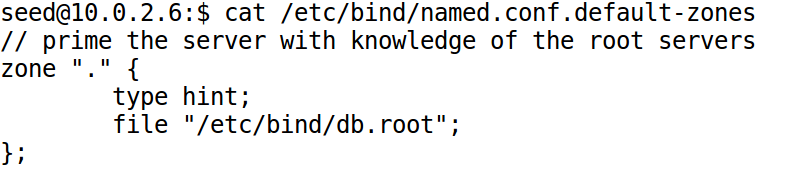 seed@10.0.2.6:$ cat /etc/bind/named.conf.default-zones
// prime the server with knowledge of the root servers
zone "." {
        type hint;
        file "/etc/bind/db.root";
};